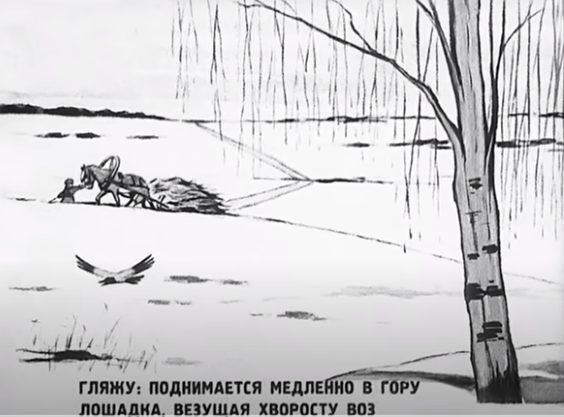 ГЛЯЖУ: ПОДНИМАЕТСЯ МЕДЛЕННО В ГОРУ
ЛОШАДКА, ВЕЗУЩАЯ ХВОРОСТУ ВОЗ